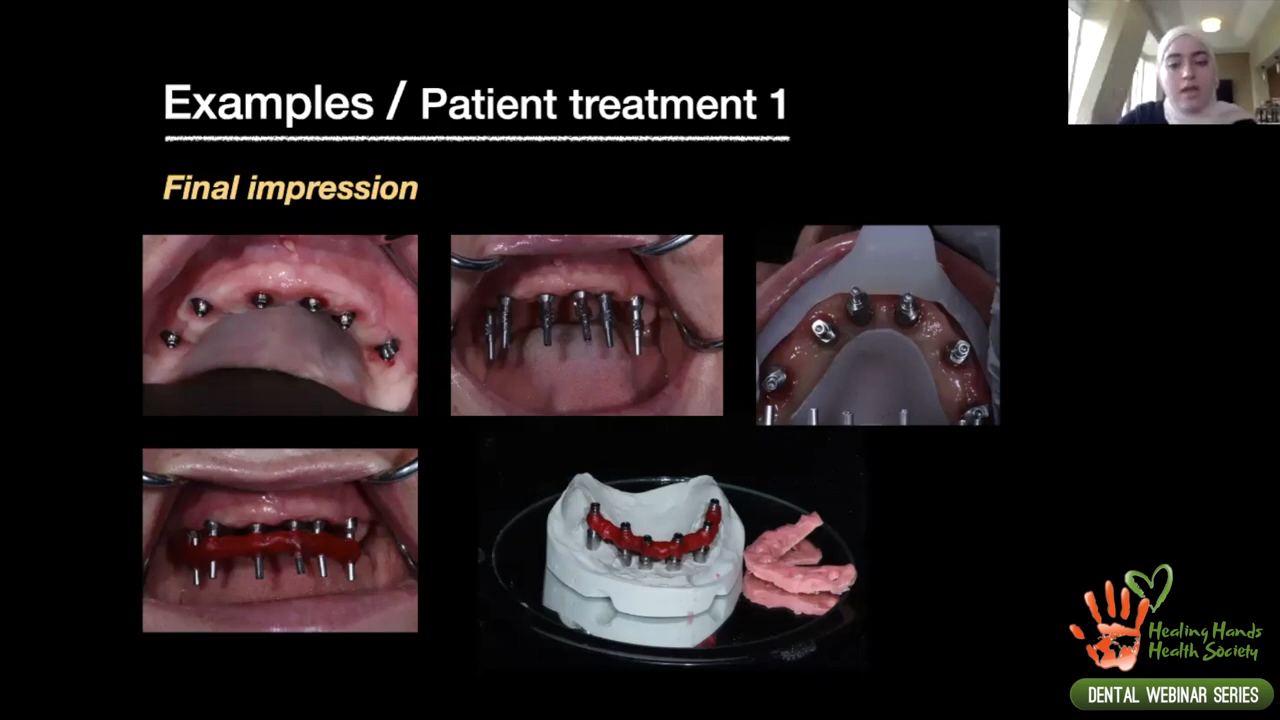 Examples / Patient treatment 1
Final impression
Healing Hands
Health Society
DENTAL WEBINAR SERIES